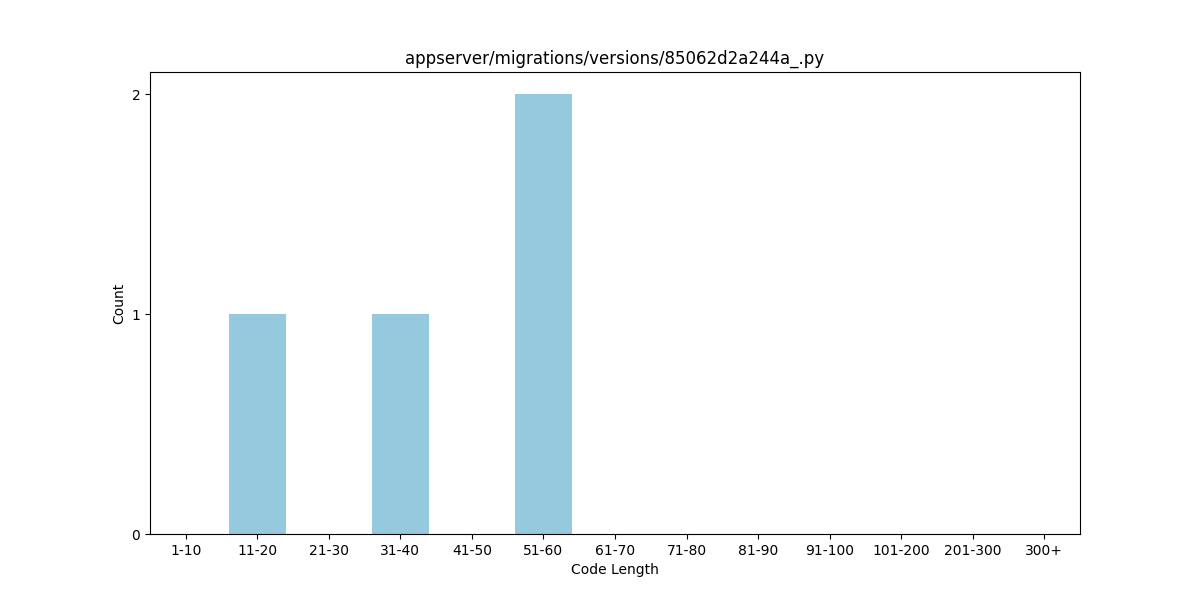 appserver/migrations/versions/85062d2a244a_.py
2
1
0
Count
1-10 11-20 21-30 31-40 41-50 51-60 61-70 71-80 81-90 91-100 101-200 201-300 300+
Code Length